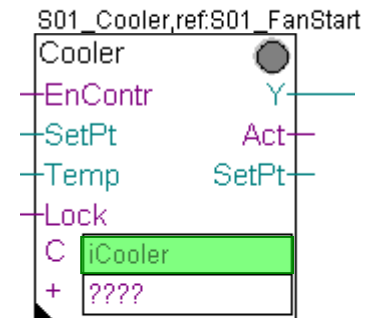 S01_Cooler,ref:S01_FanStart
Cooler
EnContr Y
SetPt Act
Temp SetPt
Lock
C iCooler
+ ????